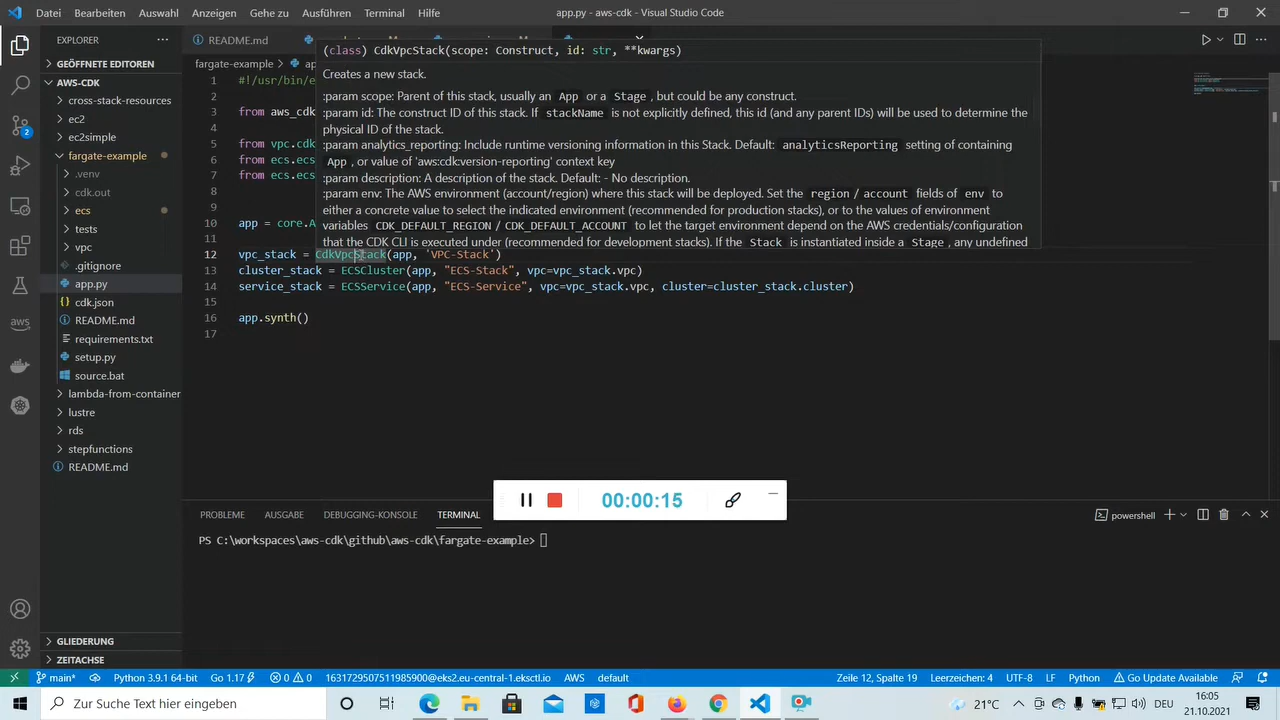 Datei Bearbeiten Auswahl Anzeigen Gehe zu Ausführen Terminal Hilfe
app.py - aws-cdk - Visual Studio Code
EXPLORER
GEÖFFNETE EDITOREN
AWS-CDK
cross-stack-resources
ec2
ec2simple
fargate-example
.venv
cdk.out
ecs
tests
vpc
.gitignore
app.py
cdk.json
README.md
requirements.txt
setup.py
source.bat
lambda-from-container
lustre
rds
stepfunctions
README.md
GLIEDERUNG
ZEITACHSE
2
aws
README.md
fargate-example > ap
(class) CdkVpcStack(scope: Construct, id: str, **kwargs)
Creates a new stack.
:param scope: Parent of this stack, usually an App or a Stage , but could be any construct.
:param id: The construct ID of this stack. If stackName is not explicitly defined, this id (and any parent IDs) will be used to determine the
physical ID of the stack.
:param analytics_reporting: Include runtime versioning information in this Stack. Default: analyticsReporting setting of containing
App , or value of 'aws:cdk:version-reporting' context key
:param description: A description of the stack. Default: - No description.
:param env: The AWS environment (account/region) where this stack will be deployed. Set the region / account fields of env to
either a concrete value to select the indicated environment (recommended for production stacks), or to the values of environment
variables CDK_DEFAULT_REGION / CDK_DEFAULT_ACCOUNT to let the target environment depend on the AWS credentials/configuration
that the CDK CLI is executed under (recommended for development stacks). If the Stack is instantiated inside a Stage , any undefined
1 #!/usr/bin/e
2
3 from aws_cdk
4
5 from vpc.cd
6 from ecs.ec
7 from ecs.ec
8
9
10 app = core.A
11
12 vpc_stack = CdkVpcStack(app, 'VPC-Stack')
13 cluster_stack = ECSCluster(app, "ECS-Stack", vpc=vpc_stack.vpc)
14 service_stack = ECSService(app, "ECS-Service", vpc=vpc_stack.vpc, cluster=cluster_stack.cluster)
15
16 app.synth()
17
00:00:15
PROBLEME AUSGABE DEBUGGING-KONSOLE TERMINAL
powershell
PS C:\workspaces\aws-cdk\github\aws-cdk\fargate-example>
main* Python 3.9.1 64-bit Go 1.17 0 0 1631729507511985900@eks2.eu-central-1.eksctl.io AWS default
Zeile 12, Spalte 19 Leerzeichen: 4 UTF-8 LF Python Go Update Available
Zur Suche Text hier eingeben
21°C
DEU
16:05
21.10.2021